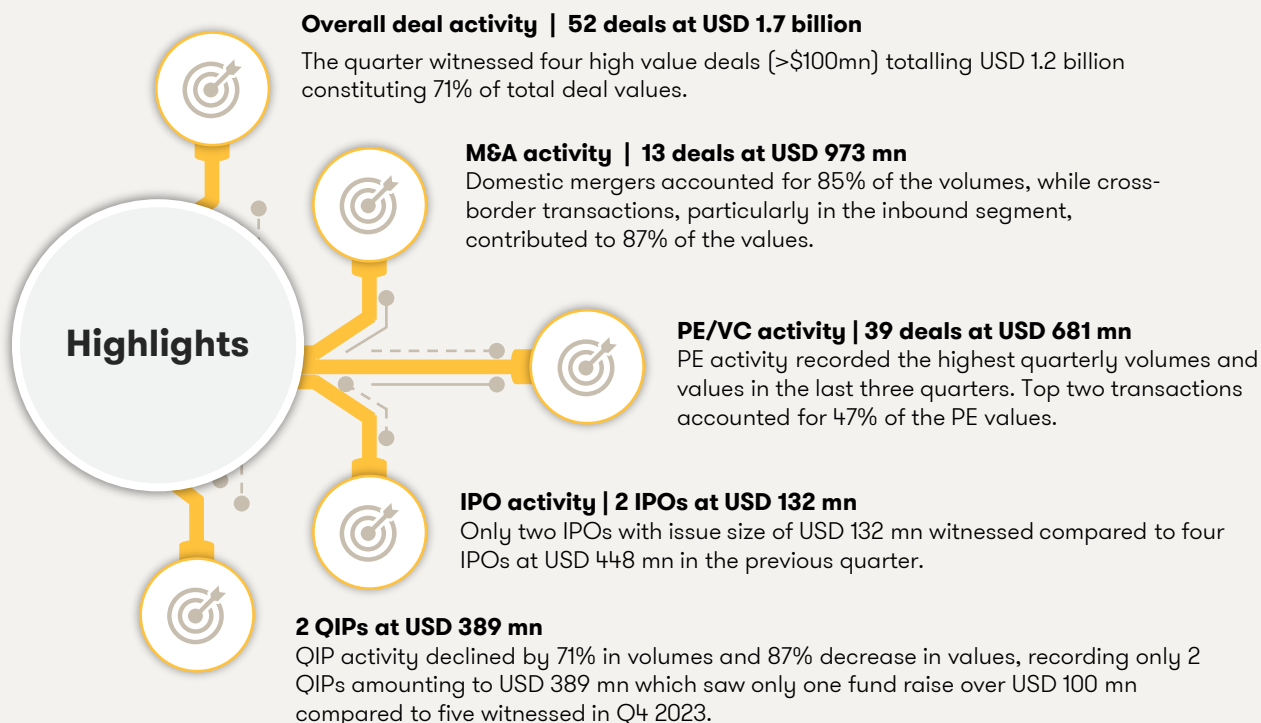 Overall deal activity | 52 deals at USD 1.7 billion
The quarter witnessed four high value deals (>$100mn) totalling USD 1.2 billion
constituting 71% of total deal values.
M&A activity | 13 deals at USD 973 mn
Domestic mergers accounted for 85% of the volumes, while cross-
border transactions, particularly in the inbound segment,
contributed to 87% of the values.
Highlights
PE/VC activity | 39 deals at USD 681 mn
PE activity recorded the highest quarterly volumes and
values in the last three quarters. Top two transactions
accounted for 47% of the PE values.
IPO activity | 2 IPOs at USD 132 mn
Only two IPOs with issue size of USD 132 mn witnessed compared to four
IPOs at USD 448 mn in the previous quarter.
2 QIPs at USD 389 mn
QIP activity declined by 71% in volumes and 87% decrease in values, recording only 2
QIPs amounting to USD 389 mn which saw only one fund raise over USD 100 mn
compared to five witnessed in Q4 2023.